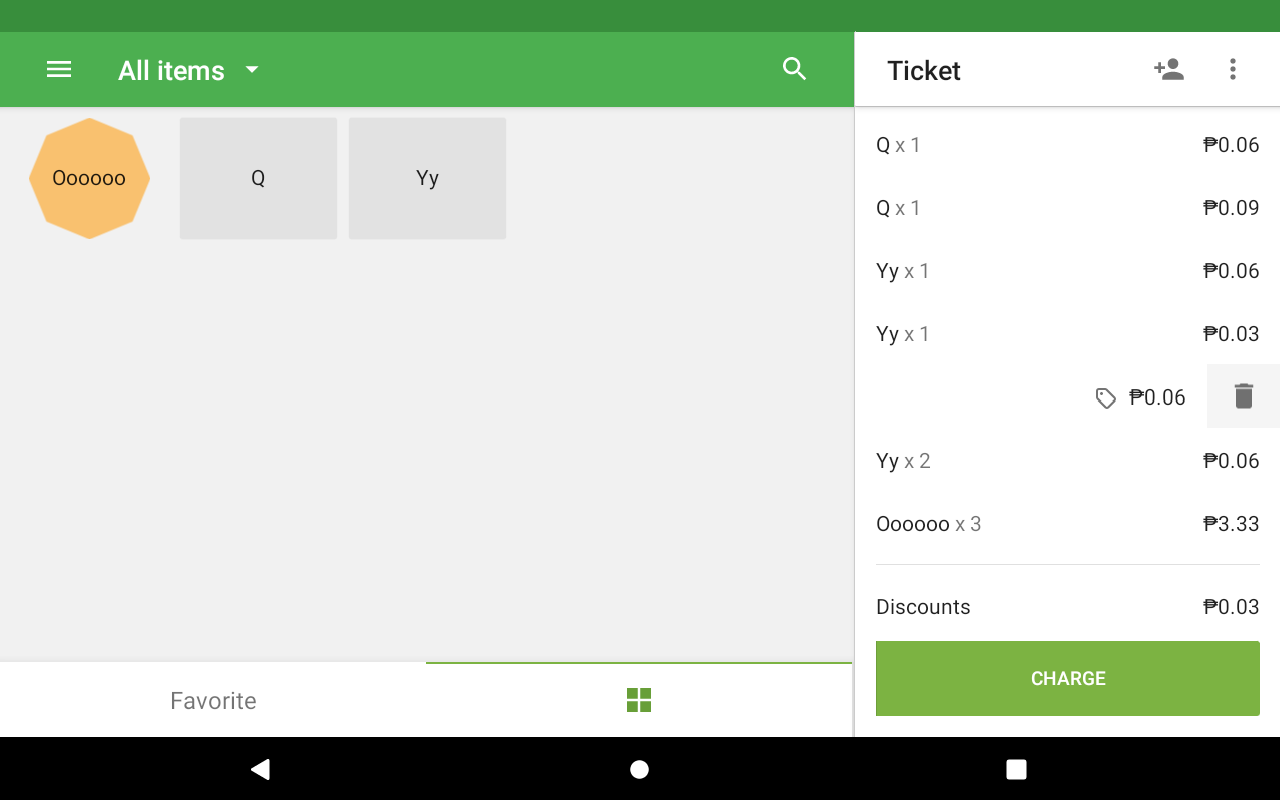 All items
Ticket
Oooooo
Q
Yy
Q x 1 ₱0.06
Q x 1 ₱0.09
Yy x 1 ₱0.06
Yy x 1 ₱0.03
₱0.06
Yy x 2 ₱0.06
Oooooo x 3 ₱3.33
Discounts ₱0.03
CHARGE
Favorite